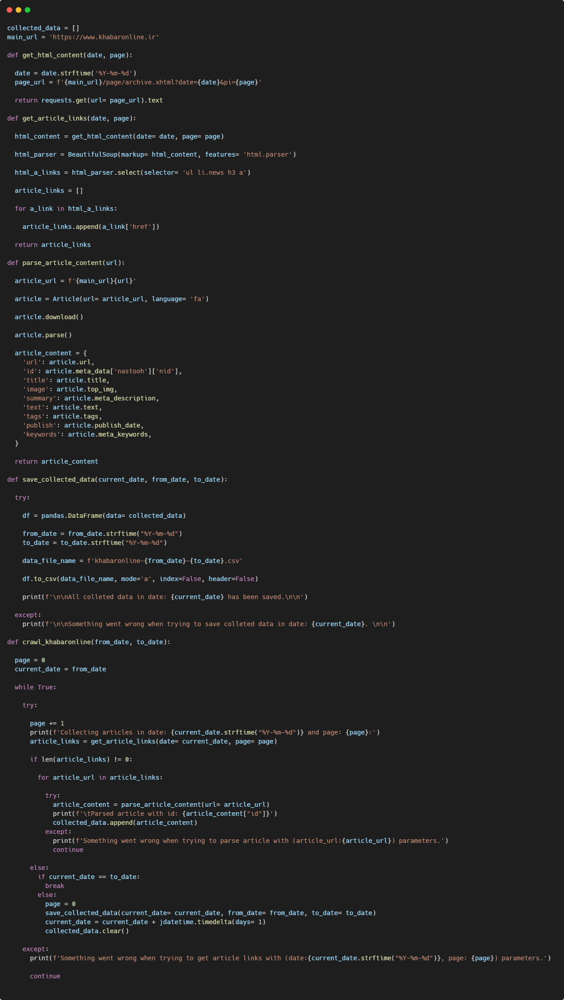 collected_data = []
main_url = 'https://www.khabaronline.ir'

def get_html_content(date, page):

  date = date.strftime('%Y-%m-%d')
  page_url = f'{main_url}/page/archive.xhtml?date={date}&pi={page}'

  return requests.get(url= page_url).text

def get_article_links(date, page):

  html_content = get_html_content(date= date, page= page)

  html_parser = BeautifulSoup(markup= html_content, features= 'html.parser')

  html_a_links = html_parser.select(selector= 'ul li.news h3 a')

  article_links = []

  for a_link in html_a_links:

    article_links.append(a_link['href'])

  return article_links

def parse_article_content(url):

  article_url = f'{main_url}{url}'

  article = Article(url= article_url, language= 'fa')

  article.download()

  article.parse()

  article_content = {
    'url': article.url,
    'id': article.meta_data['nastooh']['nid'],
    'title': article.title,
    'image': article.top_img,
    'summary': article.meta_description,
    'text': article.text,
    'tags': article.tags,
    'publish': article.publish_date,
    'keywords': article.meta_keywords,
  }

  return article_content

def save_collected_data(current_date, from_date, to_date):

  try:

    df = pandas.DataFrame(data= collected_data)

    from_date = from_date.strftime("%Y-%m-%d")
    to_date = to_date.strftime("%Y-%m-%d")

    data_file_name = f'khabaronline-{from_date}-{to_date}.csv'

    df.to_csv(data_file_name, mode='a', index=False, header=False)

    print(f'\n\nAll colleted data in date: {current_date} has been saved.\n\n')

  except:
    print(f'\n\nSomething went wrong when trying to save colleted data in date: {current_date}. \n\n')

def crawl_khabaronline(from_date, to_date):

  page = 0
  current_date = from_date

  while True:

    try:

      page += 1
      print(f'Collecting articles in date: {current_date.strftime("%Y-%m-%d")} and page: {page}:')
      article_links = get_article_links(date= current_date, page= page)

      if len(article_links) != 0:

        for article_url in article_links:

          try:
            article_content = parse_article_content(url= article_url)
            print(f'\tParsed article with id: {article_content["id"]}')
            collected_data.append(article_content)
          except:
            print(f'Something went wrong when trying to parse article with (article_url:{article_url}) parameters.')
            continue

      else:
        if current_date == to_date:
          break
        else:
          page = 0
          save_collected_data(current_date= current_date, from_date= from_date, to_date= to_date)
          current_date = current_date + jdatetime.timedelta(days= 1)
          collected_data.clear()

    except:
      print(f'Something went wrong when trying to get article links with (date:{current_date.strftime("%Y-%m-%d")}, page: {page}) parameters.')

      continue